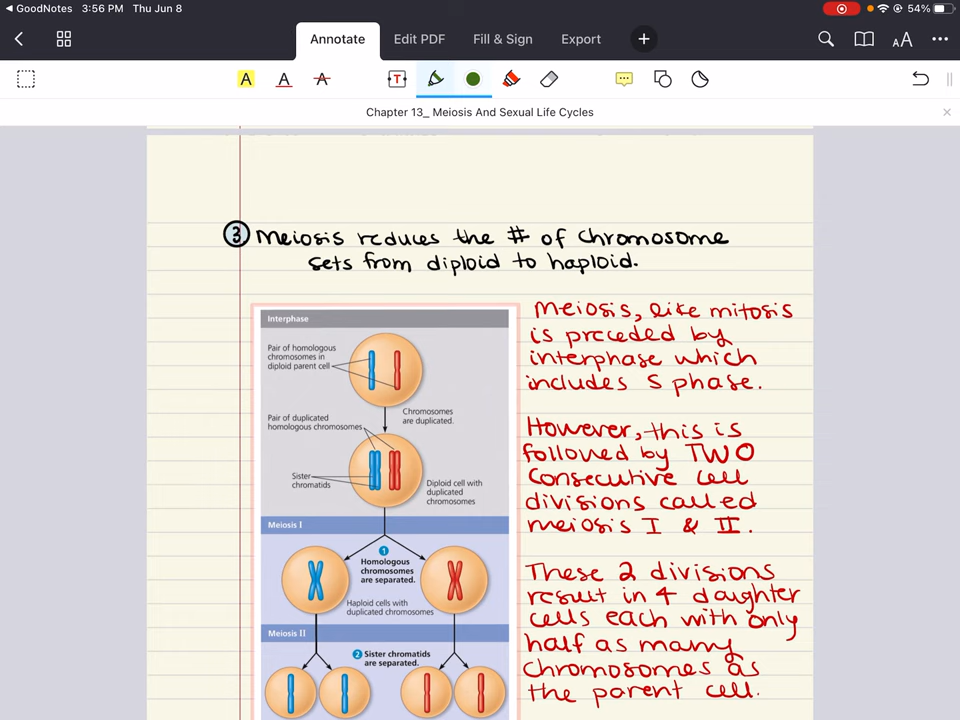 GoodNotes 3:56 PM Thu Jun 8 54%
Annotate Edit PDF Fill & Sign Export
AA
A A A T
Chapter 13_ Meiosis And Sexual Life Cycles
3 Meiosis reduces the # of chromosome
sets from diploid to haploid.
Interphase
Pair of homologous
chromosomes in
diploid parent cell
Chromosomes
are duplicated.
Pair of duplicated
homologous chromosomes
Sister
chromatids
Diploid cell with
duplicated
chromosomes
Meiosis I
1
Homologous
chromosomes
are separated.
Haploid cells with
duplicated chromosomes
Meiosis II
2 Sister chromatids
are separated.
Meiosis, like mitosis
is preceded by
interphase which
includes S phase.
However, this is
followed by TWO
consecutive cell
divisions called
meiosis I & II.
These 2 divisions
result in 4 daughter
cells each with only
half as many
chromosomes as
the parent cell.